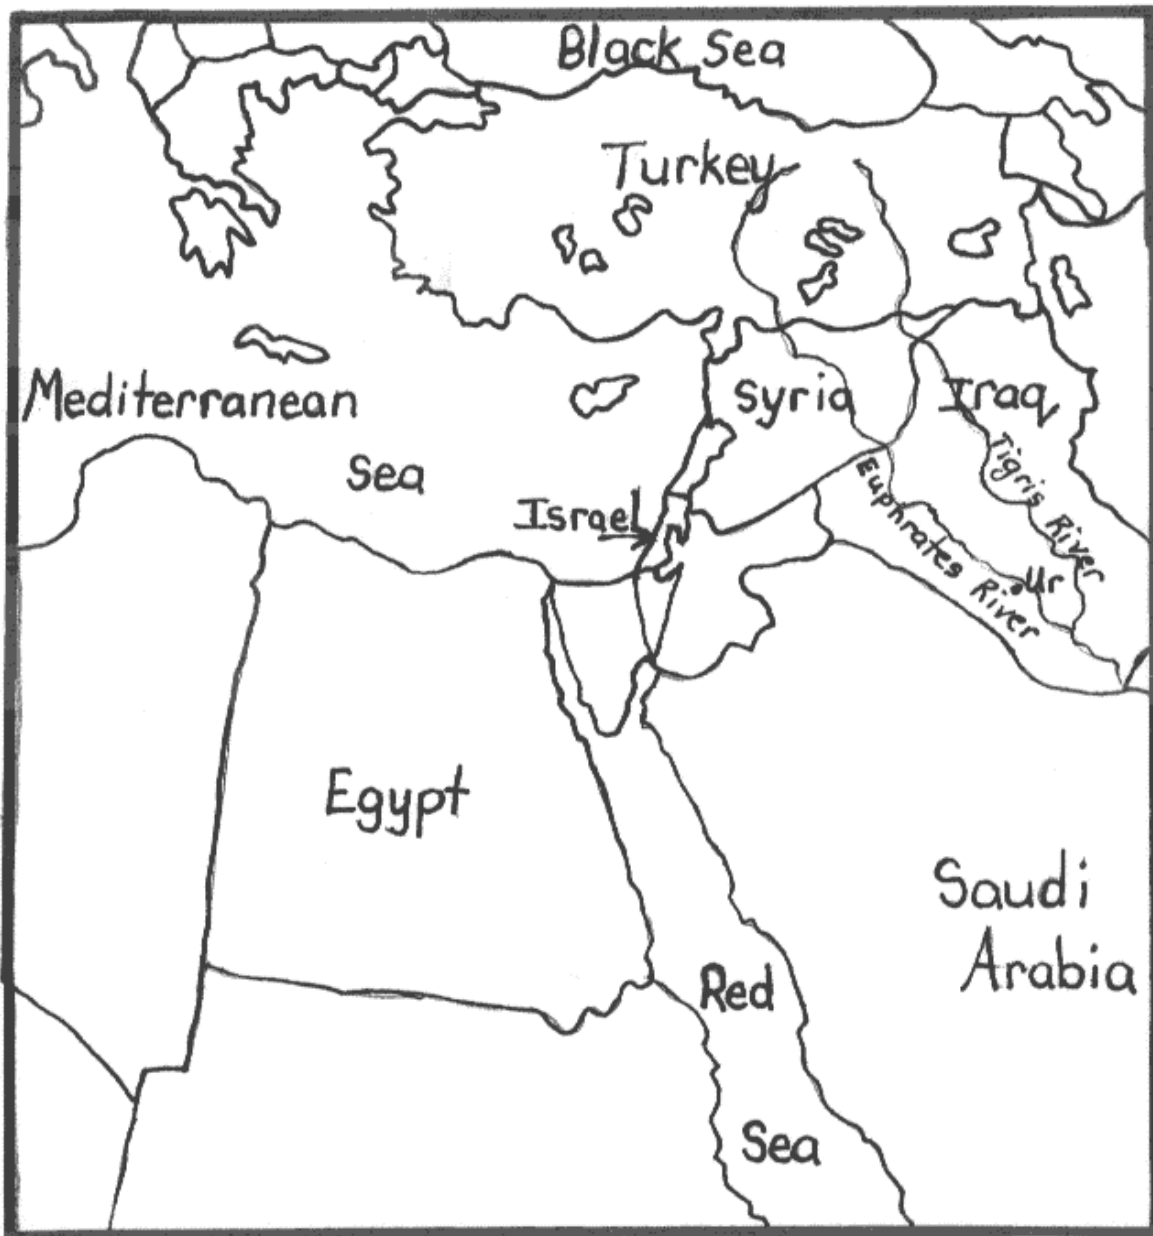 Black Sea
Turkey
Mediterranean
Sea
Syria
Iraq
Israel
Tigris River
Euphrates River
Ur
Egypt
Saudi
Arabia
Red
Sea